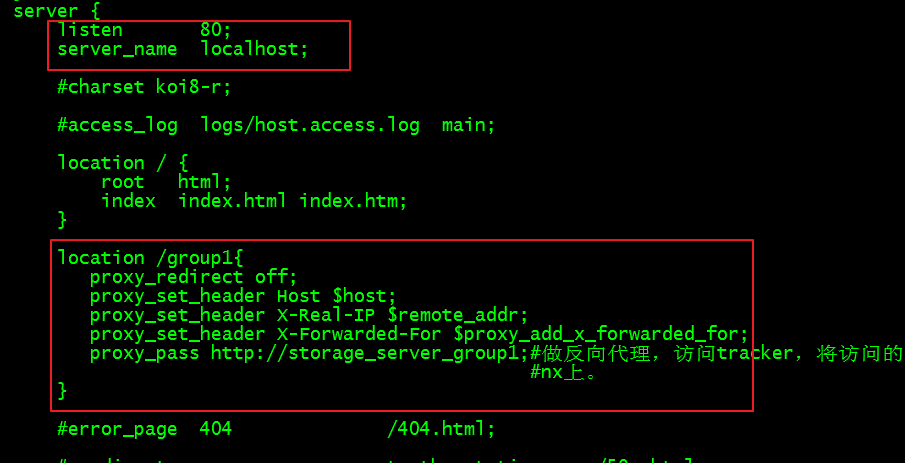 server {
    listen       80;
    server_name  localhost;
    #charset koi8-r;
    #access_log  logs/host.access.log  main;
    location / {
        root   html;
        index  index.html index.htm;
    }
    location /group1{
       proxy_redirect off;
       proxy_set_header Host $host;
       proxy_set_header X-Real-IP $remote_addr;
       proxy_set_header X-Forwarded-For $proxy_add_x_forwarded_for;
       proxy_pass http://storage_server_group1;#做反向代理，访问tracker，将访问的
                                               #nx上。
    }
    #error_page  404              /404.html;